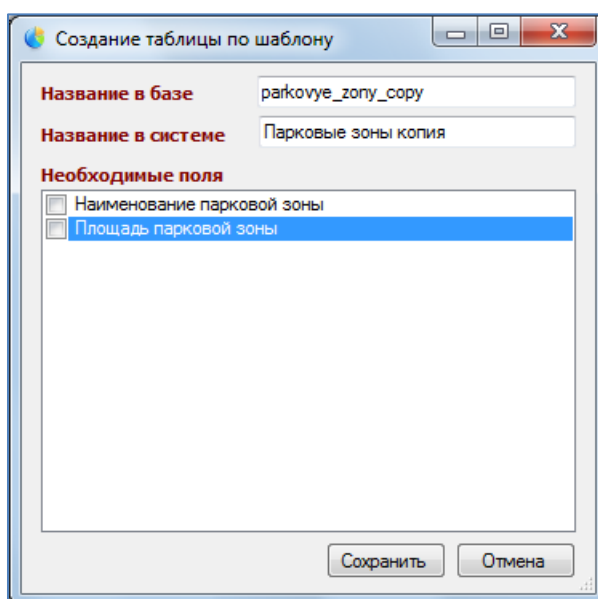 Создание таблицы по шаблону
Название в базе parkovye_zony_copy
Название в системе Парковые зоны копия
Необходимые поля
Наименование парковой зоны
Площадь парковой зоны
Сохранить Отмена